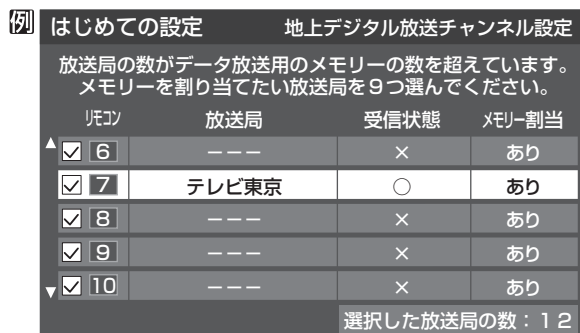 例
はじめての設定 地上デジタル放送チャンネル設定
放送局の数がデータ放送用のメモリーの数を超えています。
メモリーを割り当てたい放送局を9つ選んでください。
リモコン 放送局 受信状態 メモリー割当
6 ーーー × あり
7 テレビ東京 ○ あり
8 ーーー × あり
9 ーーー × あり
10 ーーー × あり
選択した放送局の数：12